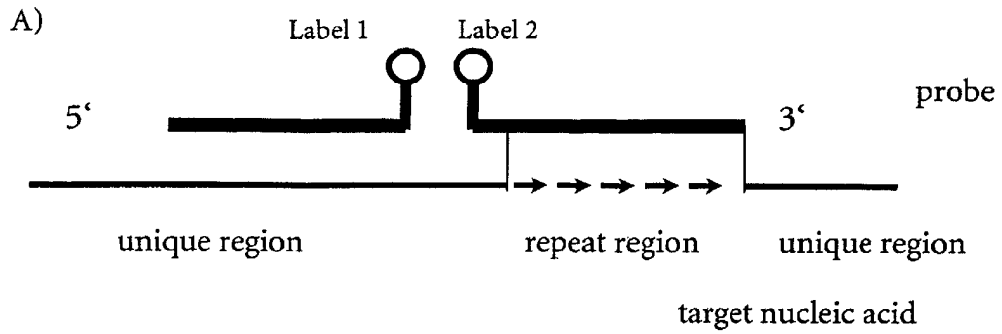 A)
Label 1 Label 2
probe
5‘ 3‘
unique region repeat region unique region
target nucleic acid